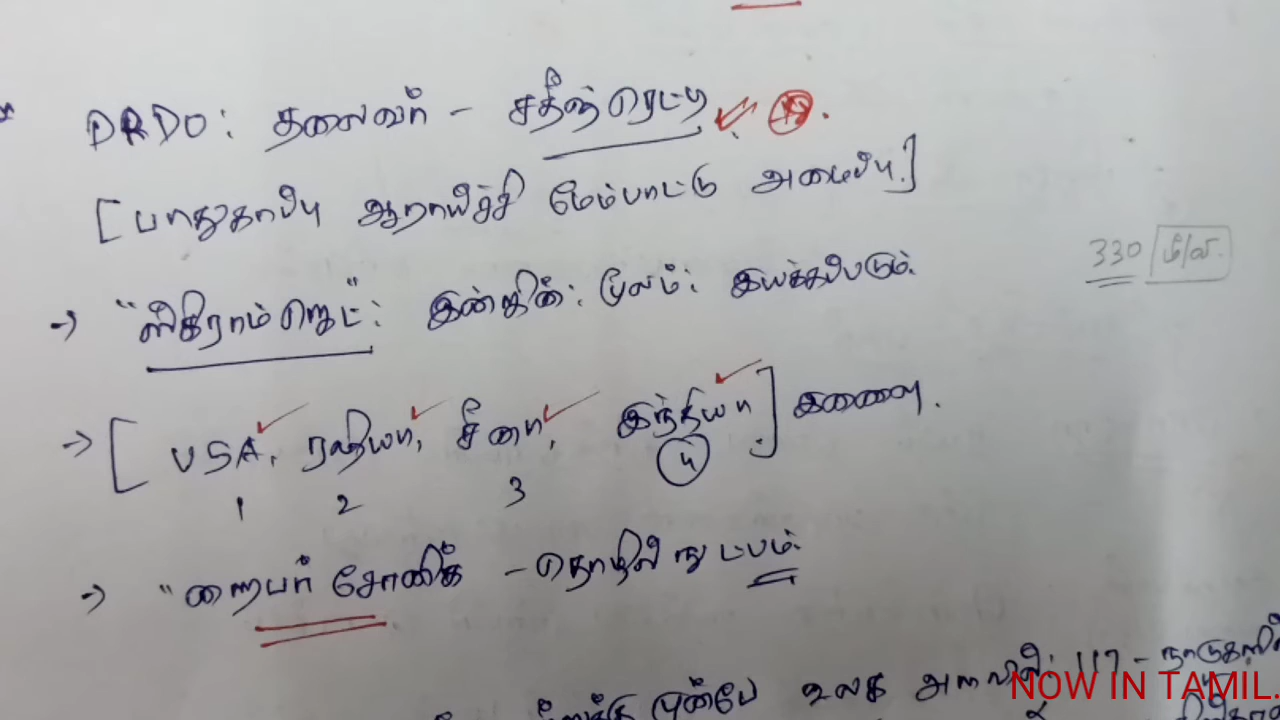 DRDO: தலைவர் - சதீஷ் ரெட்டி
[பாதுகாப்பு ஆராய்ச்சி மேம்பாட்டு அமைப்பு.]
330 மி/லி.
→ "ஸ்கிராம் ஜெட்": இன்ஜின்: மூலம்: இயக்கப்படும்.
→ [USA, ரஷியா, சீனா, இந்தியா] இணைவு.
1 2 3 4
→ "ஹைபர் சோனிக் - தொழில் நுட்பம்.
முன்பே உலக அளவில்: 117 - நாடுகளில்
NOW IN TAMIL.